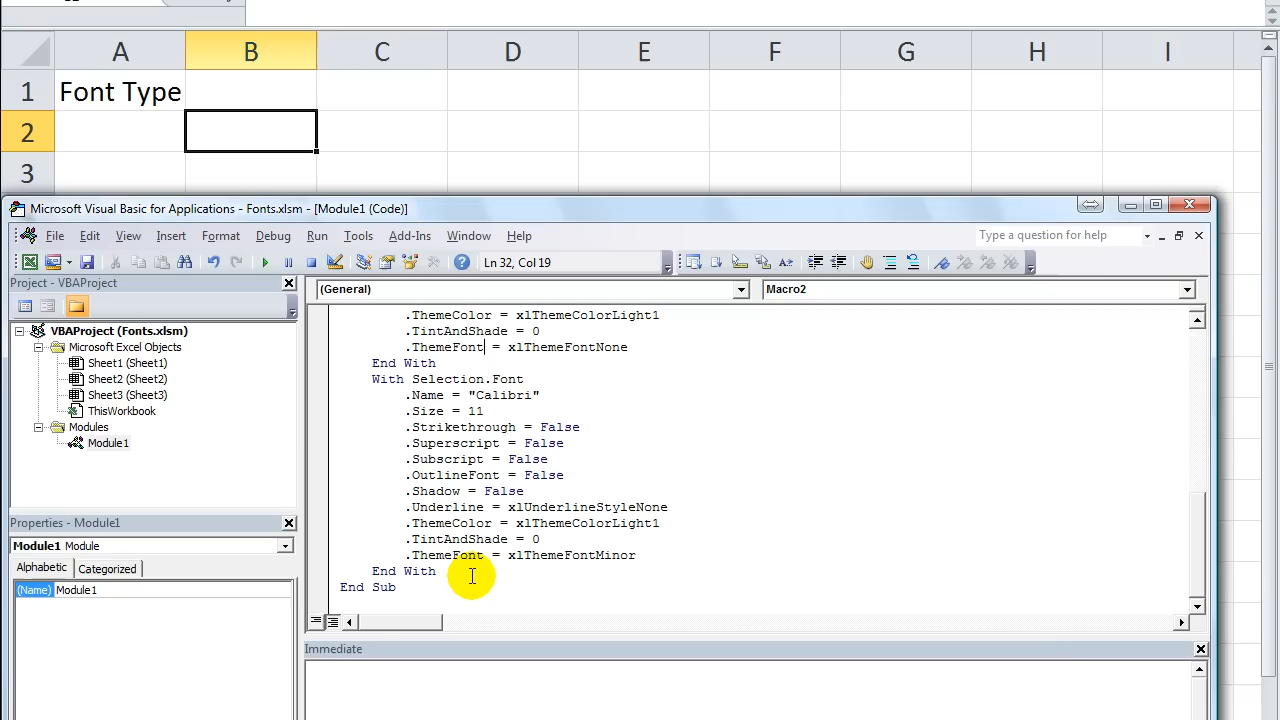 A B C D E F G H I
1 Font Type
2
3
Microsoft Visual Basic for Applications - Fonts.xlsm - [Module1 (Code)]
File Edit View Insert Format Debug Run Tools Add-Ins Window Help Type a question for help
Ln 32, Col 19
Project - VBAProject
(General) Macro2
VBAProject (Fonts.xlsm)
Microsoft Excel Objects
Sheet1 (Sheet1)
Sheet2 (Sheet2)
Sheet3 (Sheet3)
ThisWorkbook
Modules
Module1
.ThemeColor = xlThemeColorLight1
.TintAndShade = 0
.ThemeFont = xlThemeFontNone
End With
With Selection.Font
.Name = "Calibri"
.Size = 11
.Strikethrough = False
.Superscript = False
.Subscript = False
.OutlineFont = False
.Shadow = False
.Underline = xlUnderlineStyleNone
.ThemeColor = xlThemeColorLight1
.TintAndShade = 0
.ThemeFont = xlThemeFontMinor
End With
End Sub
Properties - Module1
Module1 Module
Alphabetic Categorized
(Name) Module1
Immediate